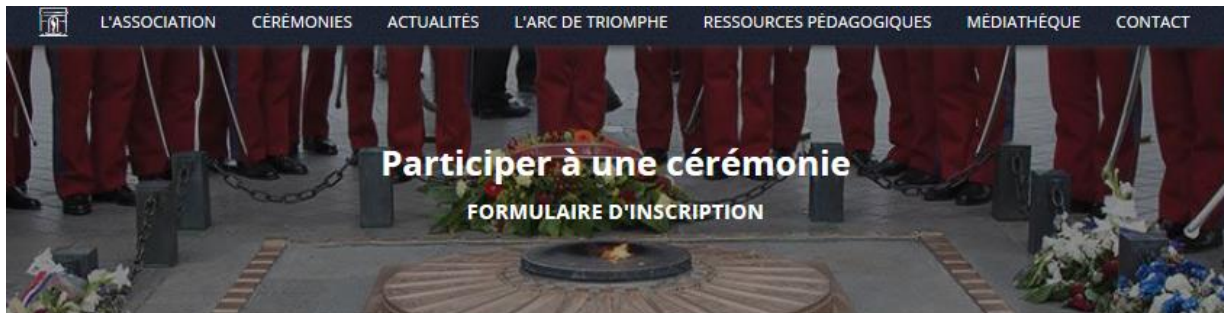 L'ASSOCIATION CÉRÉMONIES ACTUALITÉS L'ARC DE TRIOMPHE RESSOURCES PÉDAGOGIQUES MÉDIATHÈQUE CONTACT
Participer à une cérémonie
FORMULAIRE D'INSCRIPTION